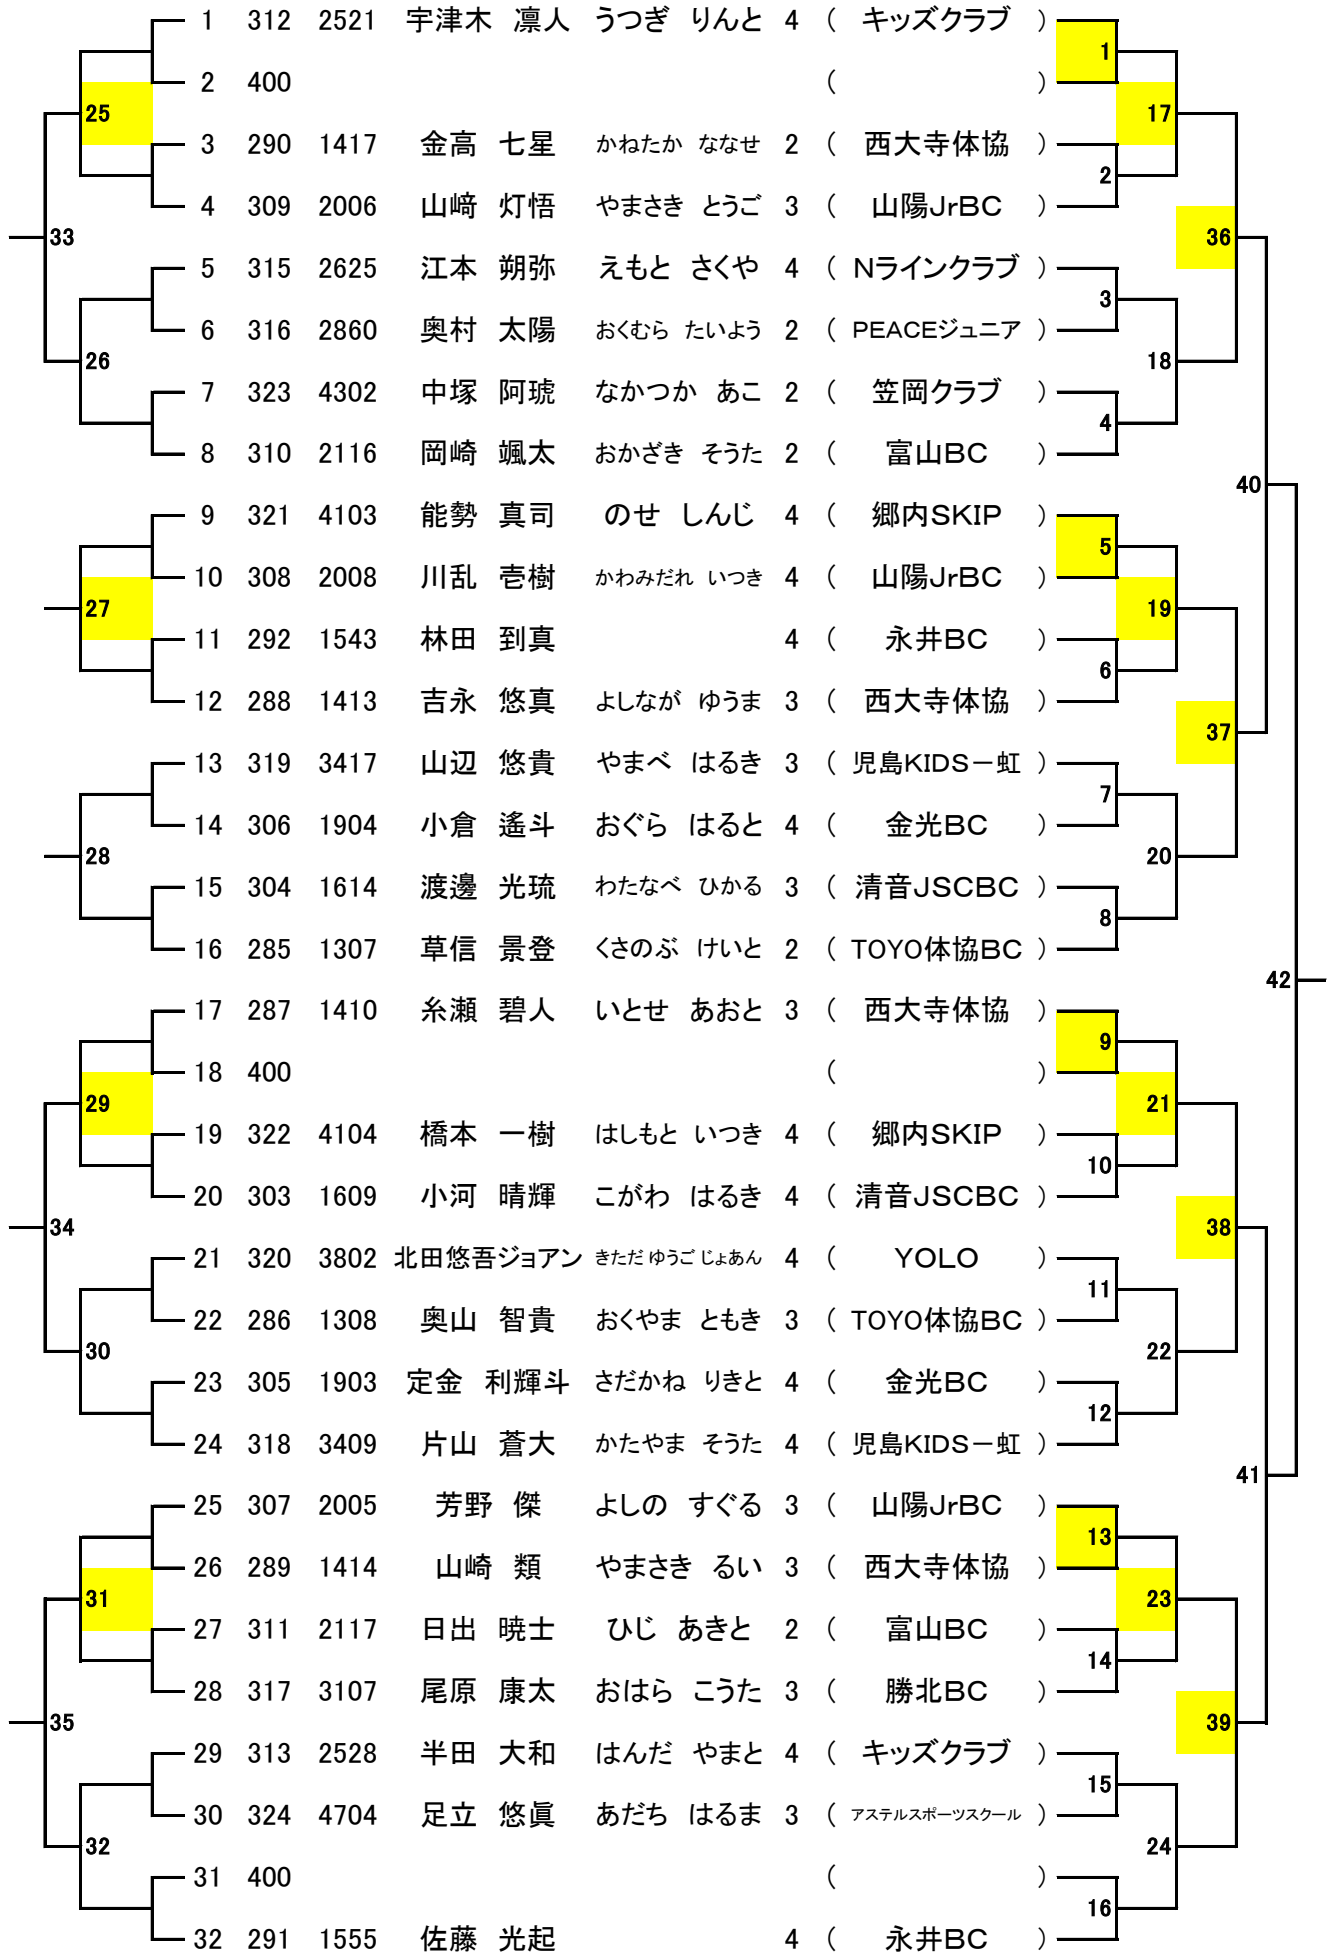 1 312 2521 宇津木 凛人 うつぎ りんと 4 ( キッズクラブ )
1
2 400 ( )
25 17
3 290 1417 金高 七星 かねたか ななせ 2 ( 西大寺体協 )
2
4 309 2006 山﨑 灯悟 やまさき とうご 3 ( 山陽JrBC )
33 36
5 315 2625 江本 朔弥 えもと さくや 4 ( Nラインクラブ )
3
6 316 2860 奥村 太陽 おくむら たいよう 2 ( PEACEジュニア )
26 18
7 323 4302 中塚 阿琥 なかつか あこ 2 ( 笠岡クラブ )
4
8 310 2116 岡崎 颯太 おかざき そうた 2 ( 富山BC )
40
9 321 4103 能勢 真司 のせ しんじ 4 ( 郷内SKIP )
5
10 308 2008 川乱 壱樹 かわみだれ いつき 4 ( 山陽JrBC )
27 19
11 292 1543 林田 到真 4 ( 永井BC )
6
12 288 1413 吉永 悠真 よしなが ゆうま 3 ( 西大寺体協 )
37
13 319 3417 山辺 悠貴 やまべ はるき 3 ( 児島KIDS－虹 )
7
14 306 1904 小倉 遙斗 おぐら はると 4 ( 金光BC )
28 20
15 304 1614 渡邊 光琉 わたなべ ひかる 3 ( 清音JSCBC )
8
16 285 1307 草信 景登 くさのぶ けいと 2 ( TOYO体協BC )
42
17 287 1410 糸瀬 碧人 いとせ あおと 3 ( 西大寺体協 )
9
18 400 ( )
29 21
19 322 4104 橋本 一樹 はしもと いつき 4 ( 郷内SKIP )
10
20 303 1609 小河 晴輝 こがわ はるき 4 ( 清音JSCBC )
34 38
21 320 3802 北田悠吾ジョアン きただ ゆうご じょあん 4 ( YOLO )
11
22 286 1308 奥山 智貴 おくやま ともき 3 ( TOYO体協BC )
30 22
23 305 1903 定金 利輝斗 さだかね りきと 4 ( 金光BC )
12
24 318 3409 片山 蒼大 かたやま そうた 4 ( 児島KIDS－虹 )
41
25 307 2005 芳野 傑 よしの すぐる 3 ( 山陽JrBC )
13
26 289 1414 山崎 類 やまさき るい 3 ( 西大寺体協 )
31 23
27 311 2117 日出 暁士 ひじ あきと 2 ( 富山BC )
14
28 317 3107 尾原 康太 おはら こうた 3 ( 勝北BC )
35 39
29 313 2528 半田 大和 はんだ やまと 4 ( キッズクラブ )
15
30 324 4704 足立 悠眞 あだち はるま 3 ( アステルスポーツスクール )
32 24
31 400 ( )
16
32 291 1555 佐藤 光起 4 ( 永井BC )